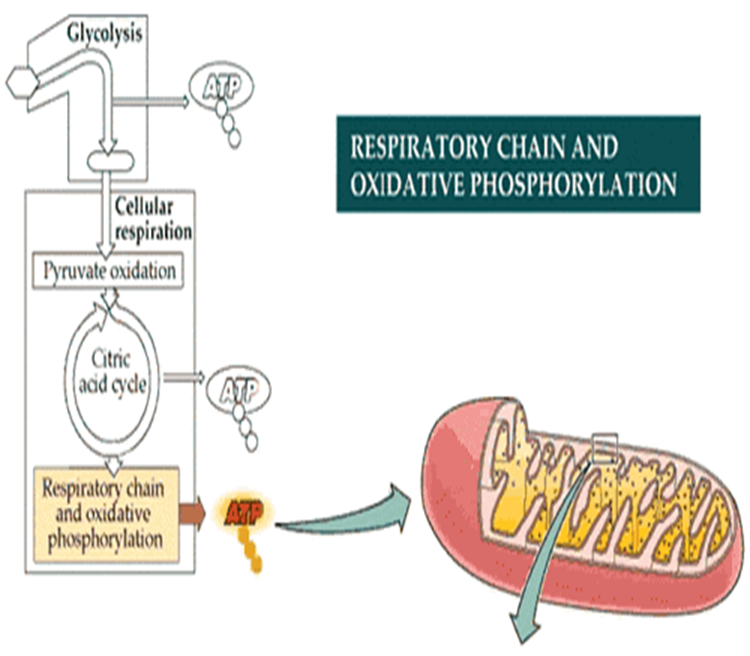 Glycolysis
ATP
RESPIRATORY CHAIN AND
OXIDATIVE PHOSPHORYLATION
Cellular
respiration
Pyruvate oxidation
Citric
acid cycle
ATP
Respiratory chain
and oxidative
phosphorylation
ATP